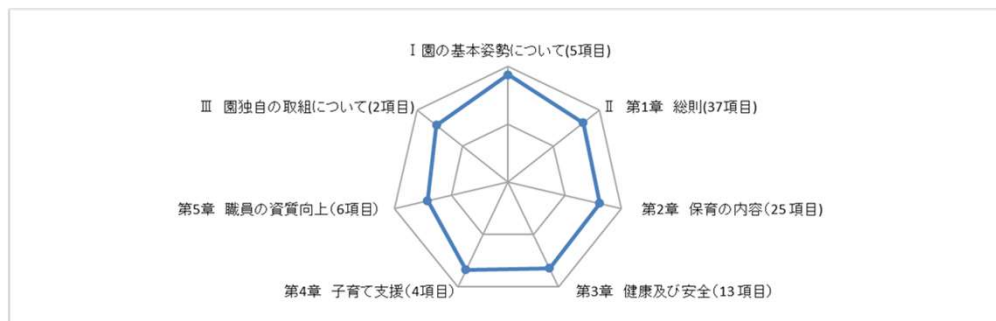 Ⅰ 園の基本姿勢について(5項目)
Ⅱ 第1章 総則(37項目)
第2章 保育の内容(25項目)
第3章 健康及び安全(13項目)
第4章 子育て支援(4項目)
第5章 職員の資質向上(6項目)
Ⅲ 園独自の取組について(2項目)